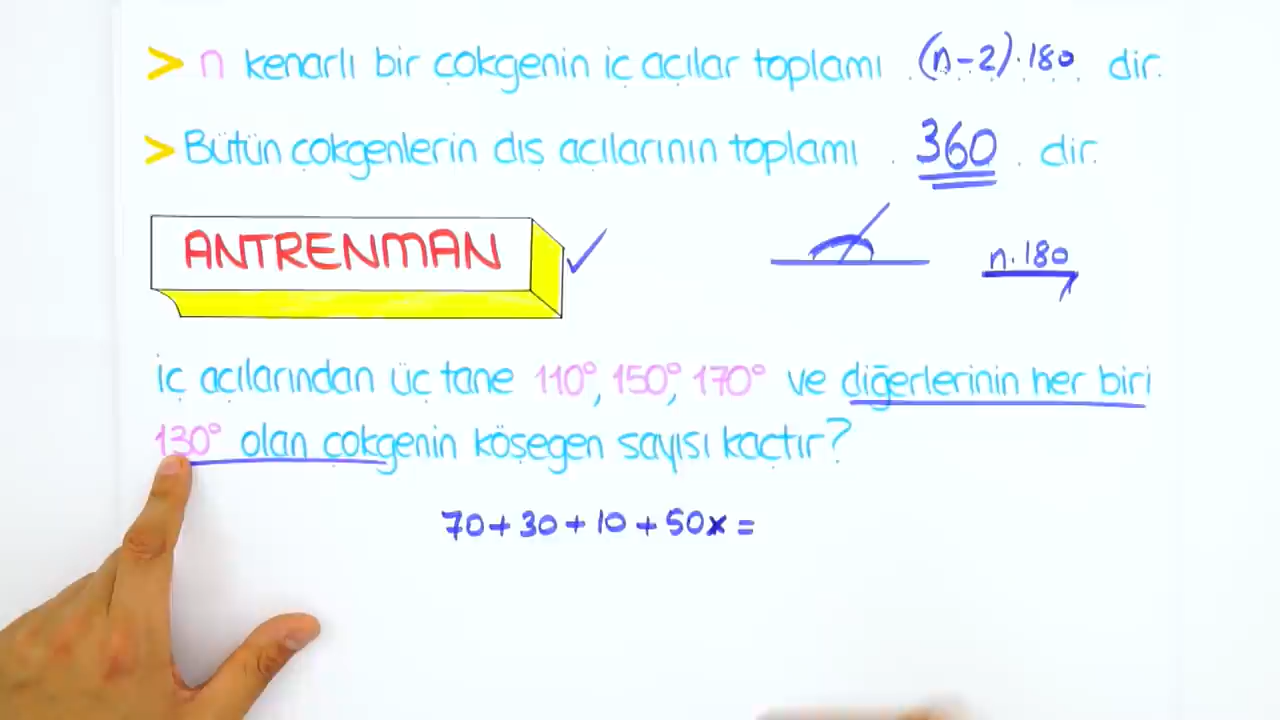 > n kenarlı bir çokgenin iç açılar toplamı (n-2).180 dir.
> Bütün çokgenlerin dış açılarının toplamı 360 dir.
ANTRENMAN
n.180
İç açılarından üç tane 110°, 150°, 170° ve diğerlerinin her biri
130° olan çokgenin köşegen sayısı kaçtır?
70+30+10+50x=